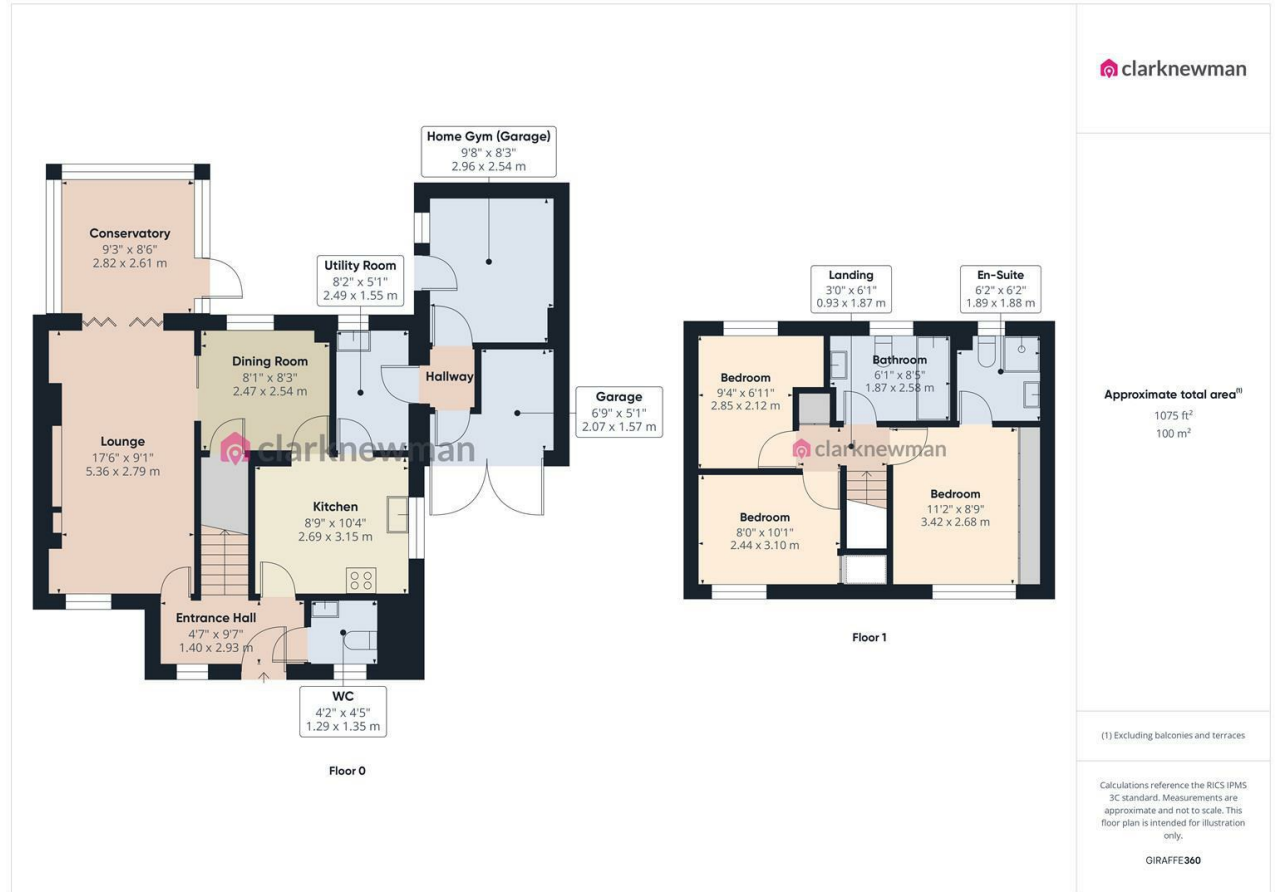 clarknewman
Home Gym (Garage)
9'8" x 8'3"
2.96 x 2.54 m
Conservatory
9'3" x 8'6"
2.82 x 2.61 m
Utility Room
8'2" x 5'1"
2.49 x 1.55 m
Dining Room
8'1" x 8'3"
2.47 x 2.54 m
Hallway
Garage
6'9" x 5'1"
2.07 x 1.57 m
Lounge
17'6" x 9'1"
5.36 x 2.79 m
clarknewman
Kitchen
8'9" x 10'4"
2.69 x 3.15 m
Entrance Hall
4'7" x 9'7"
1.40 x 2.93 m
WC
4'2" x 4'5"
1.29 x 1.35 m
Floor 0
Landing
3'0" x 6'1"
0.93 x 1.87 m
En-Suite
6'2" x 6'2"
1.89 x 1.88 m
Bathroom
6'1" x 8'5"
1.87 x 2.58 m
Bedroom
9'4" x 6'11"
2.85 x 2.12 m
clarknewman
Bedroom
11'2" x 8'9"
3.42 x 2.68 m
Bedroom
8'0" x 10'1"
2.44 x 3.10 m
Floor 1
Approximate total area(1)
1075 ft²
100 m²
(1) Excluding balconies and terraces
Calculations reference the RICS IPMS
3C standard. Measurements are
approximate and not to scale. This
floor plan is intended for illustration
only.
GIRAFFE360